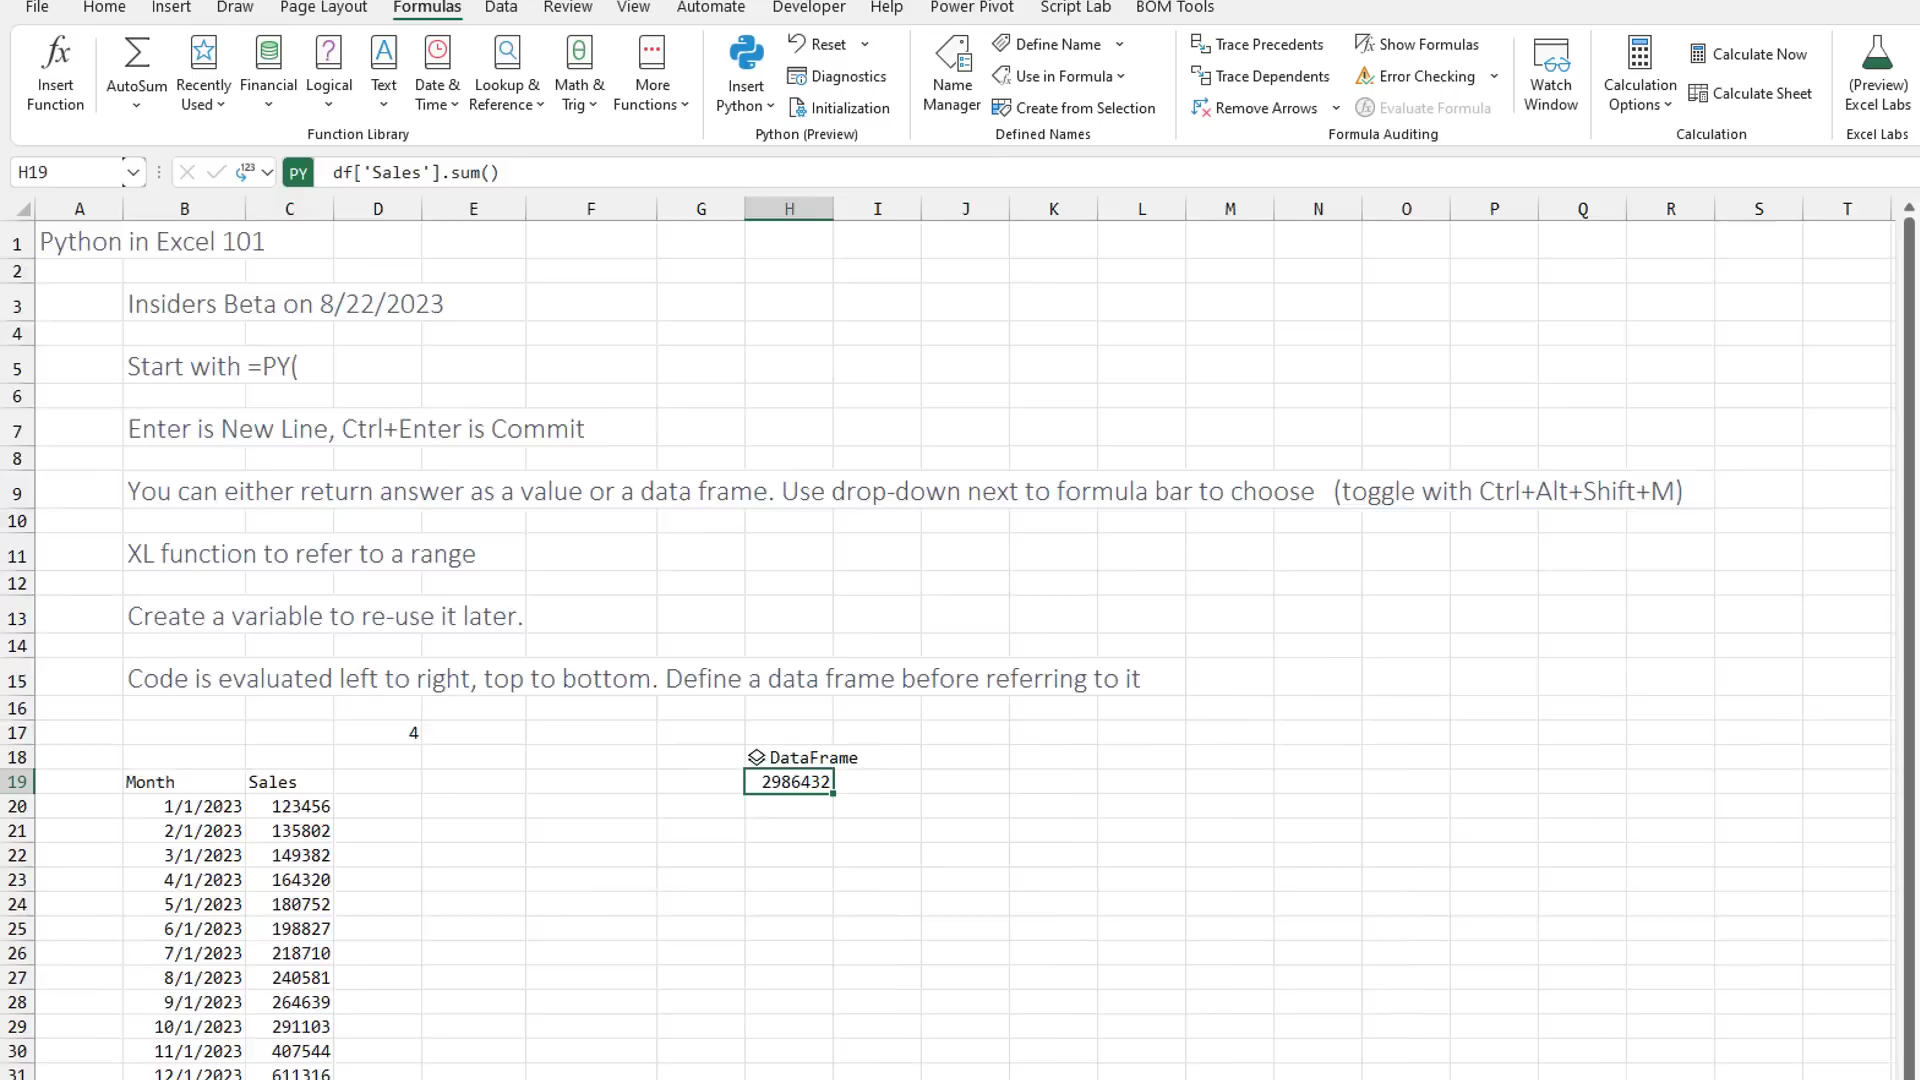 File Home Insert Draw Page Layout Formulas Data Review View Automate Developer Help Power Pivot Script Lab BOM Tools
Insert Function
AutoSum
Recently Used
Financial
Logical
Text
Date & Time
Lookup & Reference
Math & Trig
More Functions
Function Library
Insert Python
Reset
Diagnostics
Initialization
Python (Preview)
Name Manager
Define Name
Use in Formula
Create from Selection
Defined Names
Trace Precedents
Trace Dependents
Remove Arrows
Show Formulas
Error Checking
Evaluate Formula
Formula Auditing
Watch Window
Calculation Options
Calculate Now
Calculate Sheet
Calculation
(Preview) Excel Labs
Excel Labs
H19 PY df['Sales'].sum()
A B C D E F G H I J K L M N O P Q R S T
1 Python in Excel 101
2
3 Insiders Beta on 8/22/2023
4
5 Start with =PY(
6
7 Enter is New Line, Ctrl+Enter is Commit
8
9 You can either return answer as a value or a data frame. Use drop-down next to formula bar to choose (toggle with Ctrl+Alt+Shift+M)
10
11 XL function to refer to a range
12
13 Create a variable to re-use it later.
14
15 Code is evaluated left to right, top to bottom. Define a data frame before referring to it
16
17 4
18 DataFrame
19 Month Sales 2986432
20 1/1/2023 123456
21 2/1/2023 135802
22 3/1/2023 149382
23 4/1/2023 164320
24 5/1/2023 180752
25 6/1/2023 198827
26 7/1/2023 218710
27 8/1/2023 240581
28 9/1/2023 264639
29 10/1/2023 291103
30 11/1/2023 407544
31 12/1/2023 611316